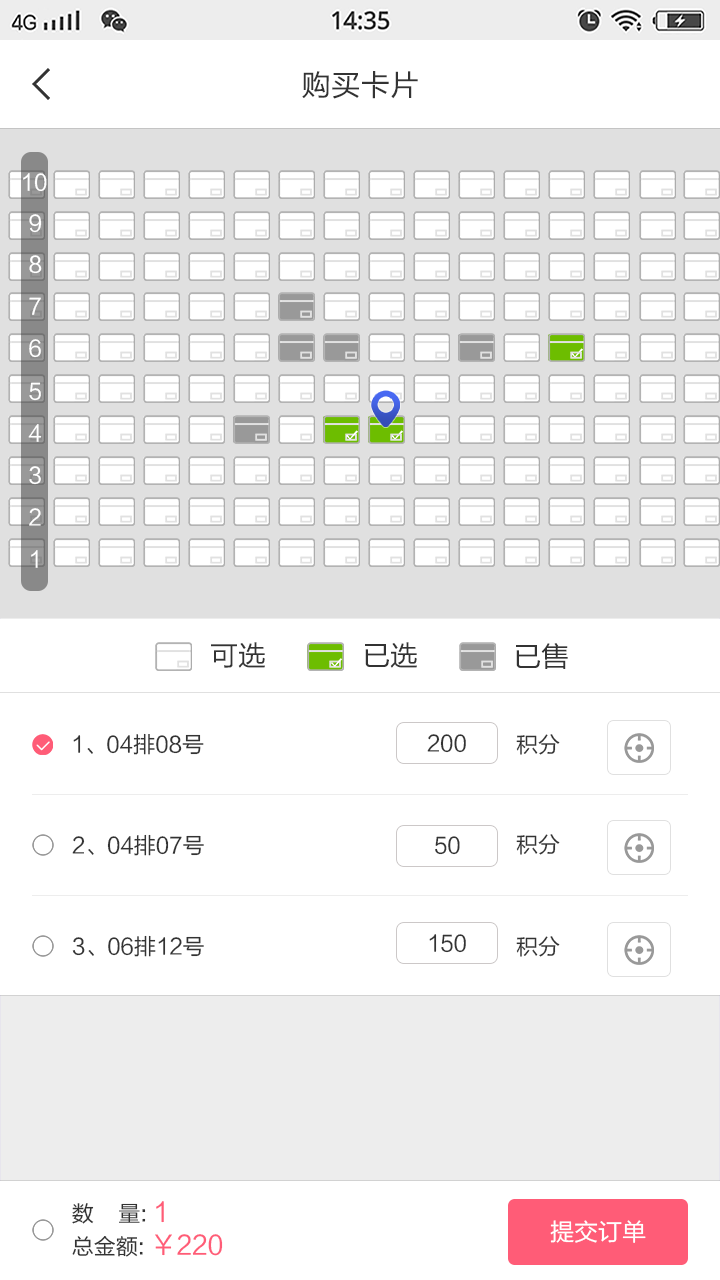 4G 14:35
购买卡片
10
9
8
7
6
5
4
3
2
1
可选 已选 已售
1、04排08号 200 积分
2、04排07号 50 积分
3、06排12号 150 积分
数 量: 1
总金额: ￥220
提交订单